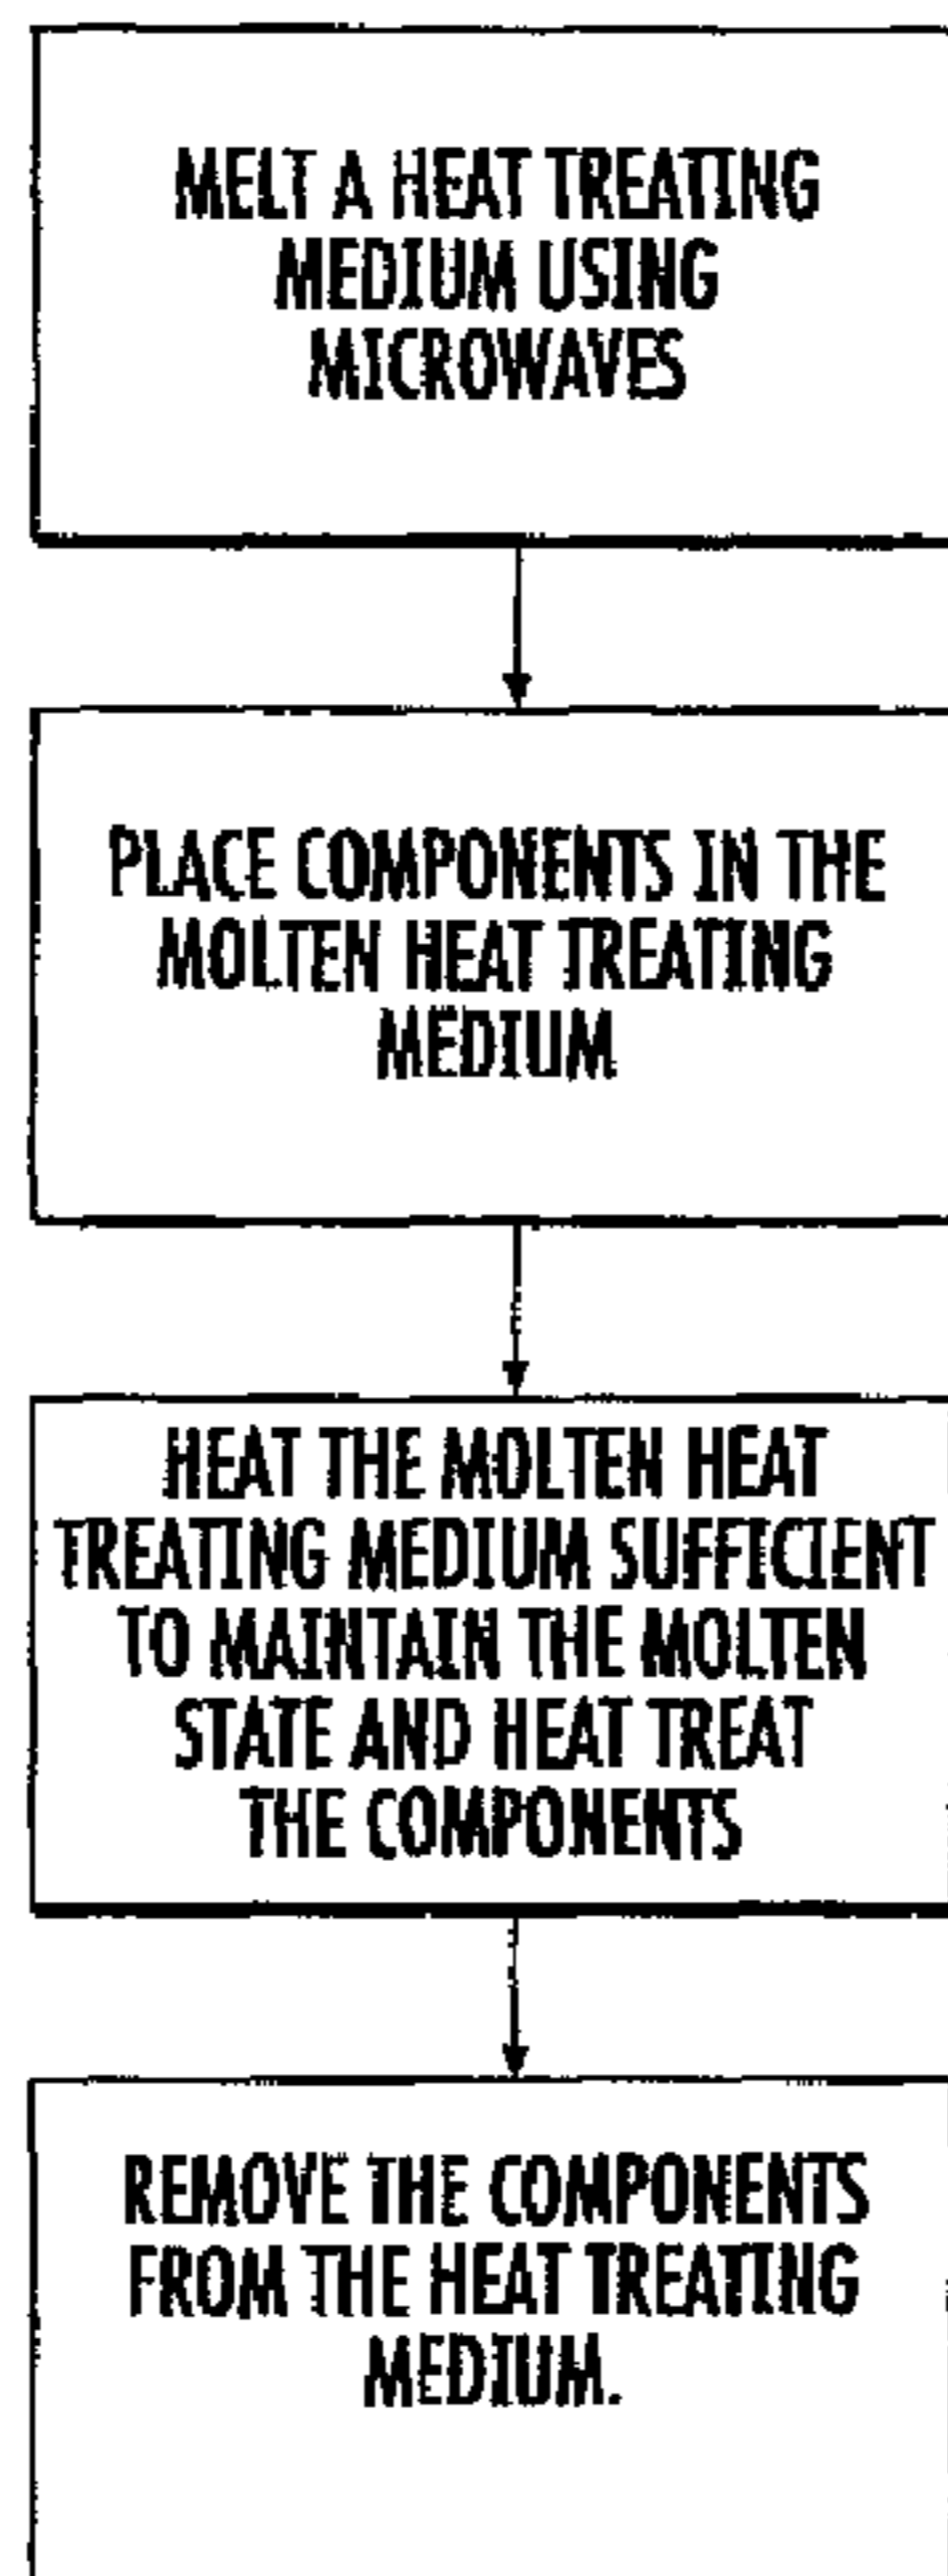 MELT A HEAT TREATING
MEDIUM USING
MICROWAVES
PLACE COMPONENTS IN THE
MOLTEN HEAT TREATING
MEDIUM
HEAT THE MOLTEN HEAT
TREATING MEDIUM SUFFICIENT
TO MAINTAIN THE MOLTEN
STATE AND HEAT TREAT
THE COMPONENTS
REMOVE THE COMPONENTS
FROM THE HEAT TREATING
MEDIUM.